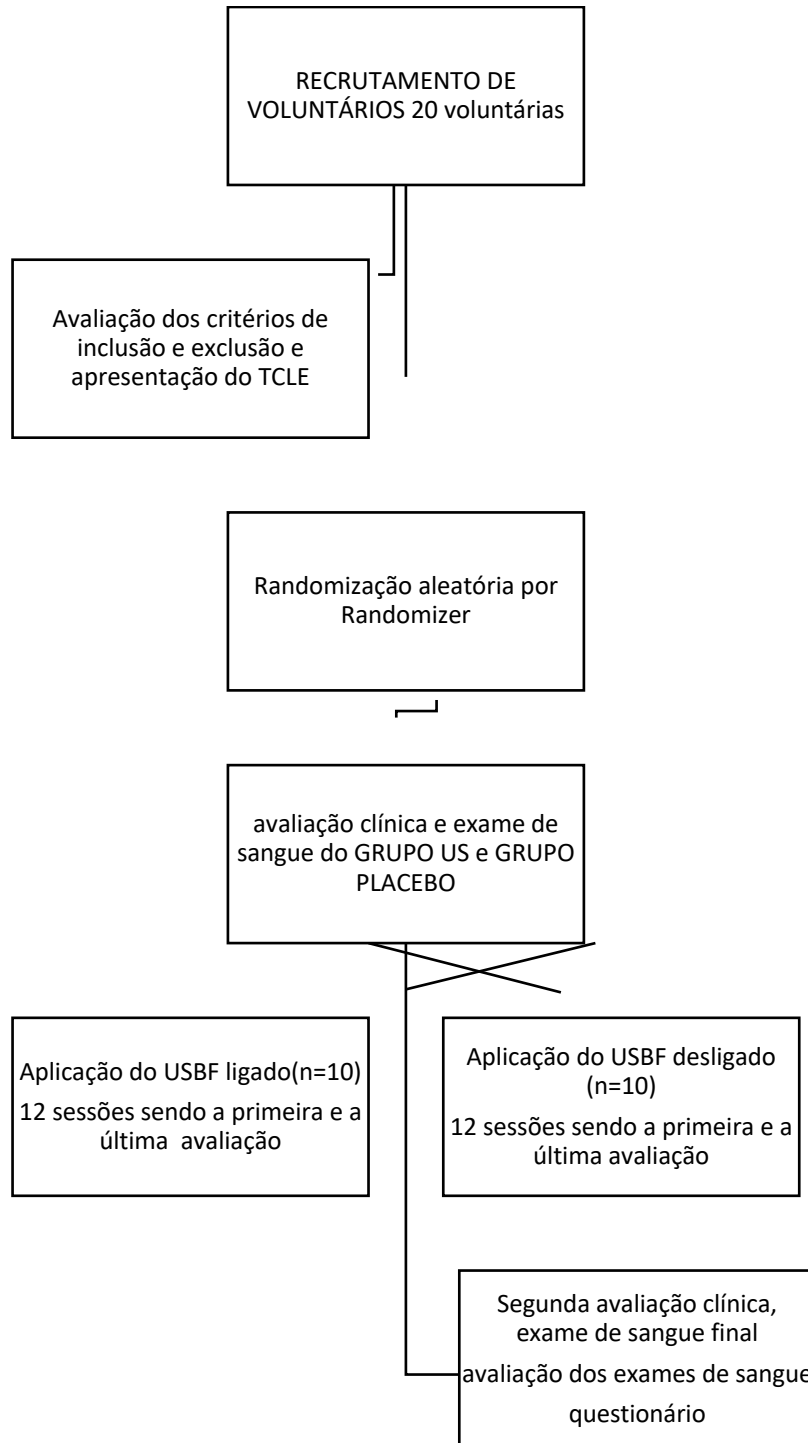 RECRUTAMENTO DE
VOLUNTÁRIOS 20 voluntárias
Avaliação dos critérios de
inclusão e exclusão e
apresentação do TCLE
Randomização aleatória por
Randomizer
avaliação clínica e exame de
sangue do GRUPO US e GRUPO
PLACEBO
Aplicação do USBF ligado(n=10)
12 sessões sendo a primeira e a
última avaliação
Aplicação do USBF desligado
(n=10)
12 sessões sendo a primeira e a
última avaliação
Segunda avaliação clínica,
exame de sangue final
avaliação dos exames de sangue
questionário